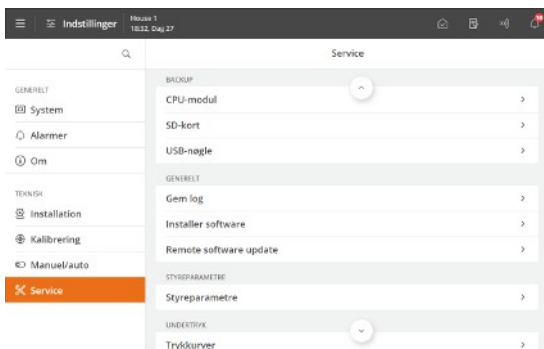 Indstillinger
House 1
18:32, Dag 27
Service
GENERELT
System
Alarmer
Om
TEKNISK
Installation
Kalibrering
Manuel/auto
Service
BACKUP
CPU-modul
SD-kort
USB-nøgle
GENERELT
Gem log
Installer software
Remote software update
STYREPARAMETRE
Styreparametre
UNDERTRYK
Trykkurver